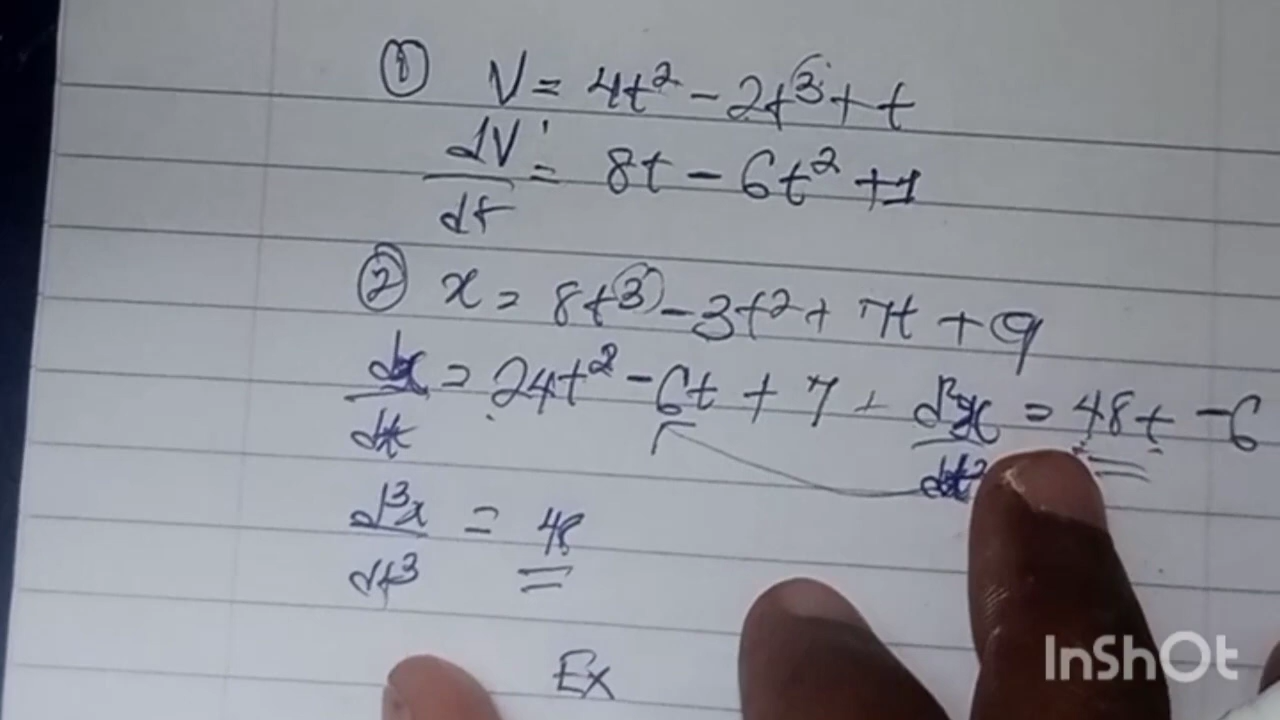 ① V = 4t² - 2t³ + t
dV/dt = 8t - 6t² + 1
② x = 8t³ - 3t² + 7t + 9
dx/dt = 24t² - 6t + 7, d²x/dt² = 48t - 6
d³x/dt³ = 48
Ex
InShOt